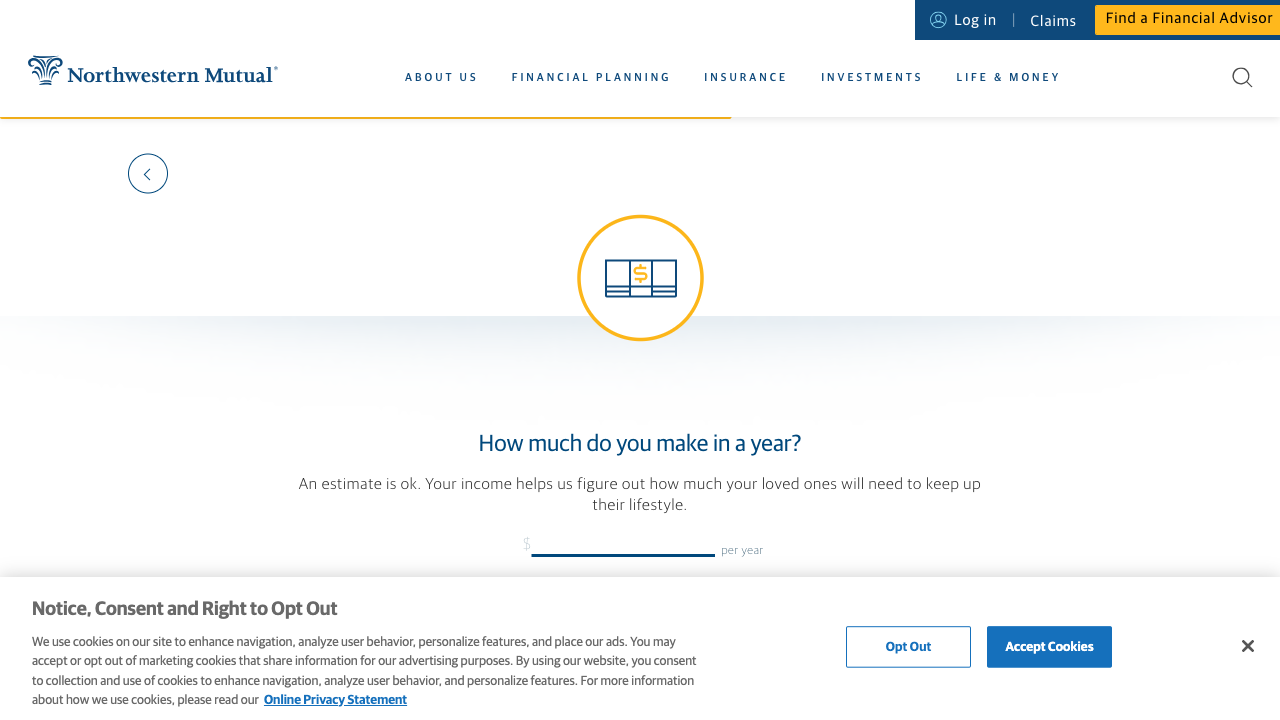 Log in
Claims
Find a Financial Advisor
Northwestern Mutual®
ABOUT US
FINANCIAL PLANNING
INSURANCE
INVESTMENTS
LIFE & MONEY
$
How much do you make in a year?
An estimate is ok. Your income helps us figure out how much your loved ones will need to keep up
their lifestyle.
$ per year
Notice, Consent and Right to Opt Out
We use cookies on our site to enhance navigation, analyze user behavior, personalize features, and place our ads. You may
accept or opt out of marketing cookies that share information for our advertising purposes. By using our website, you consent
to collection and use of cookies to enhance navigation, analyze user behavior, and personalize features. For more information
about how we use cookies, please read our Online Privacy Statement
Opt Out
Accept Cookies